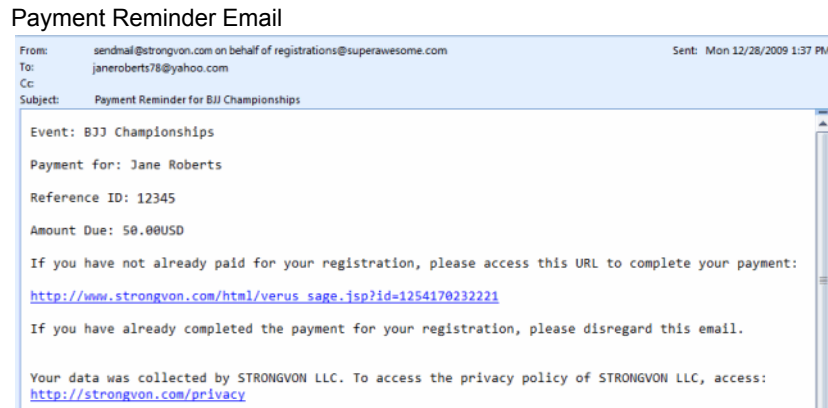 Payment Reminder Email
From: sendmail@strongvon.com on behalf of registrations@superawesome.com Sent: Mon 12/28/2009 1:37 PM
To: janeroberts78@yahoo.com
Cc:
Subject: Payment Reminder for BJJ Championships
Event: BJJ Championships
Payment for: Jane Roberts
Reference ID: 12345
Amount Due: 50.00USD
If you have not already paid for your registration, please access this URL to complete your payment:
http://www.strongvon.com/html/verus_sage.jsp?id=1254170232221
If you have already completed the payment for your registration, please disregard this email.
Your data was collected by STRONGVON LLC. To access the privacy policy of STRONGVON LLC, access:
http://strongvon.com/privacy